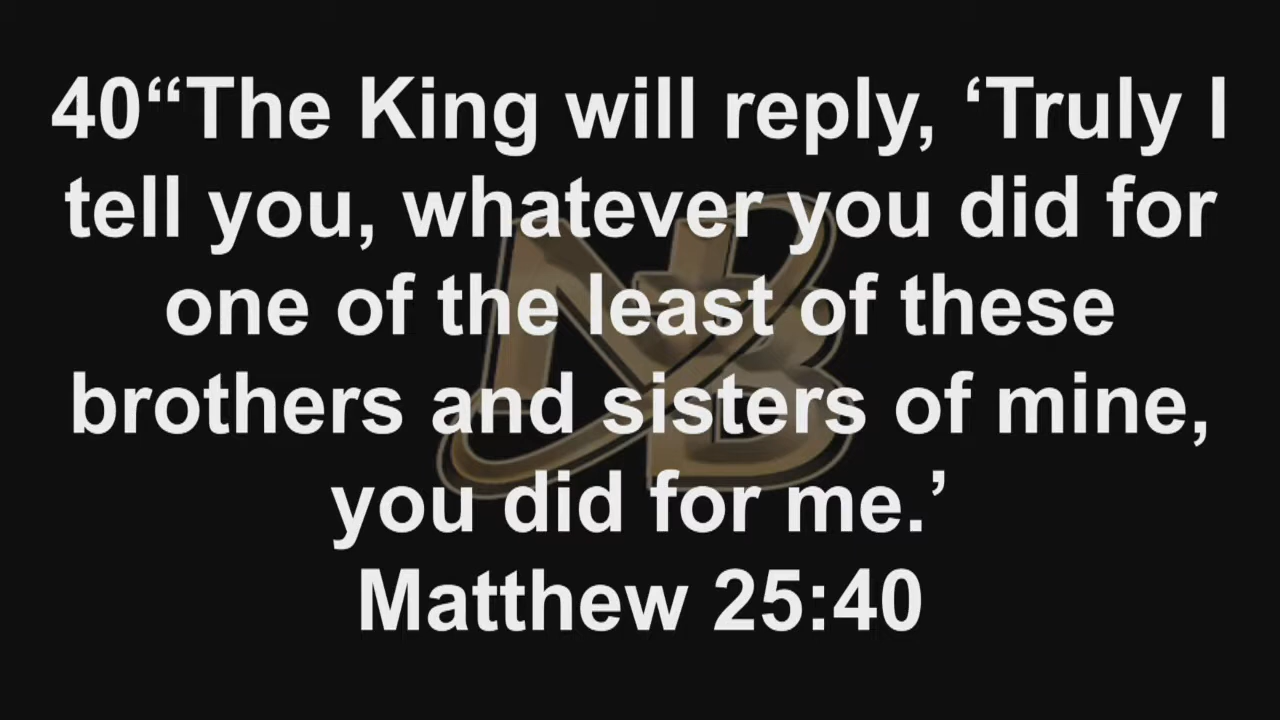 40“The King will reply, ‘Truly I
tell you, whatever you did for
one of the least of these
brothers and sisters of mine,
you did for me.’
Matthew 25:40